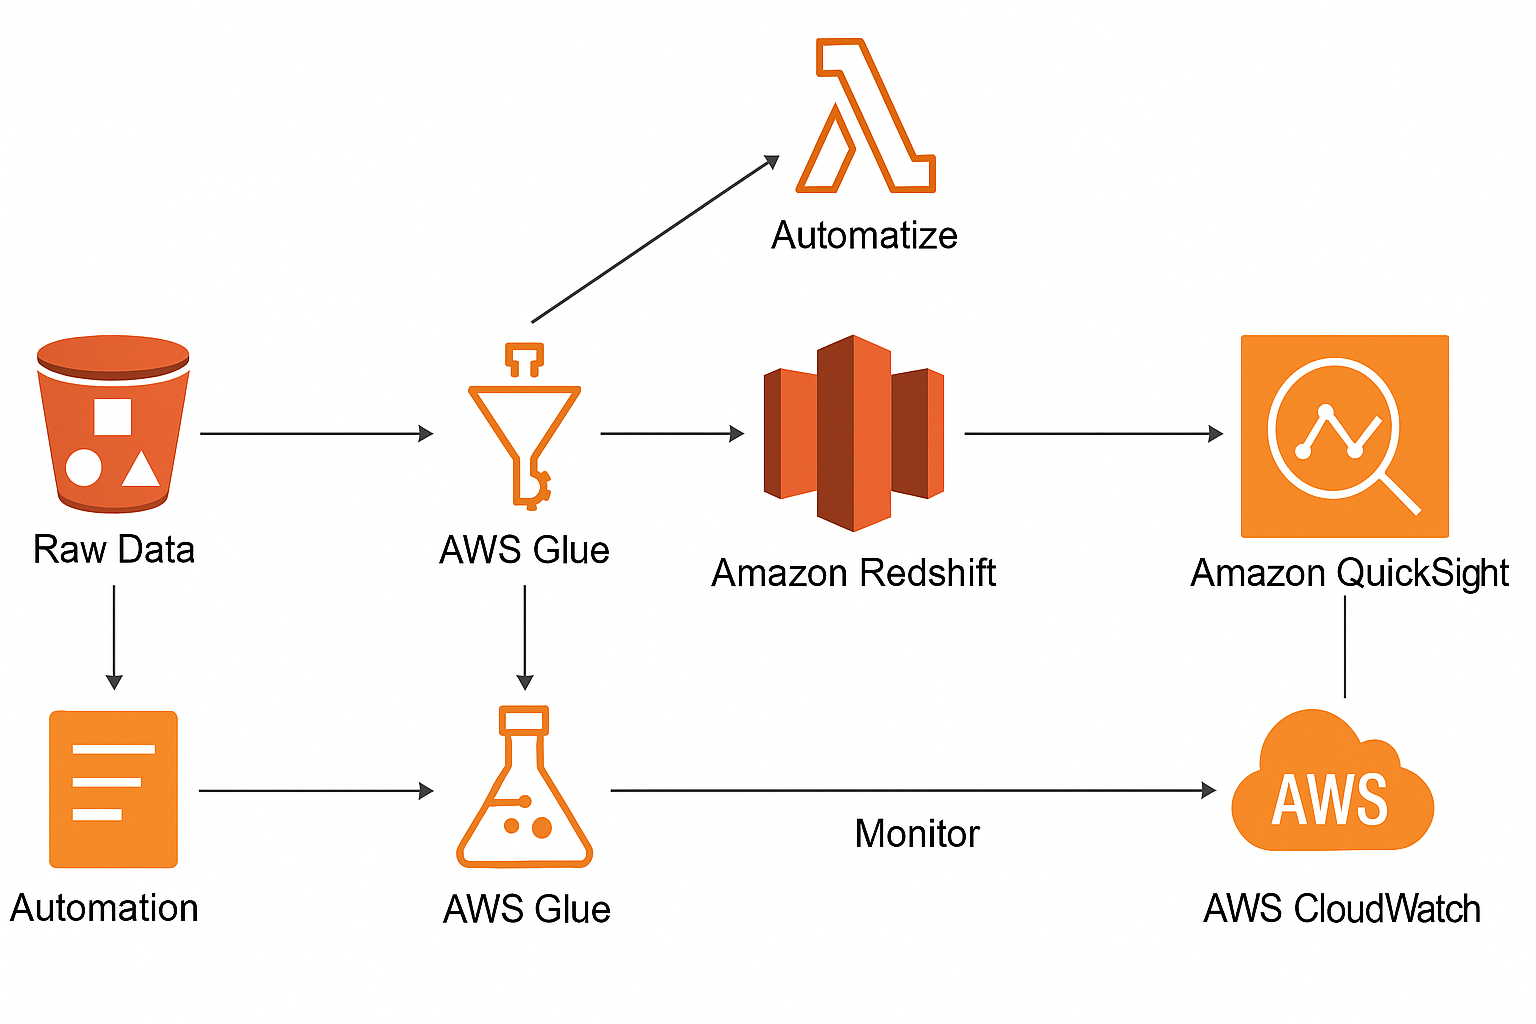 Automatize
Raw Data
AWS Glue
Amazon Redshift
Amazon QuickSight
AWS
Monitor
Automation
AWS Glue
AWS CloudWatch